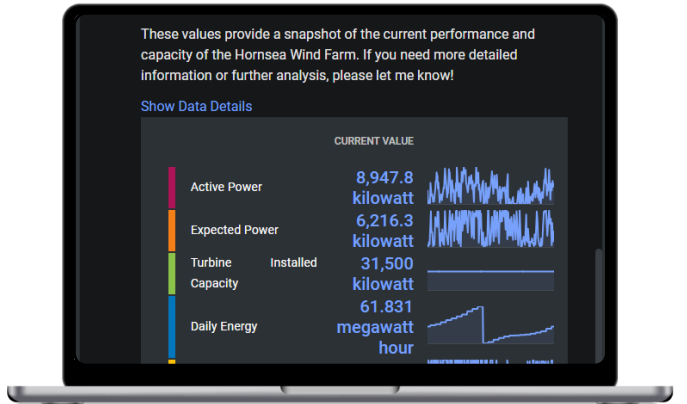 These values provide a snapshot of the current performance and
capacity of the Hornsea Wind Farm. If you need more detailed
information or further analysis, please let me know!
Show Data Details
CURRENT VALUE
Active Power
8,947.8
kilowatt
Expected Power
6,216.3
kilowatt
Turbine Installed
Capacity
31,500
kilowatt
Daily Energy
61.831
megawatt
hour